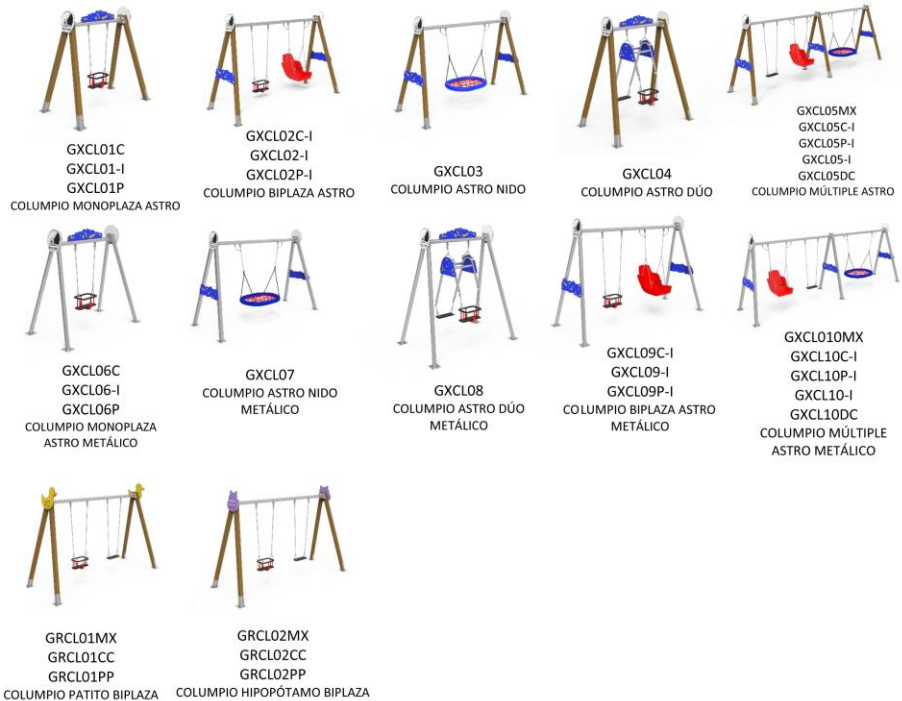 GXCL01C
GXCL01-I
GXCL01P
COLUMPIO MONOPLAZA ASTRO
GXCL02C-I
GXCL02-I
GXCL02P-I
COLUMPIO BIPLAZA ASTRO
GXCL03
COLUMPIO ASTRO NIDO
GXCL04
COLUMPIO ASTRO DÚO
GXCL05MX
GXCL05C-I
GXCL05P-I
GXCL05-I
GXCL05DC
COLUMPIO MÚLTIPLE ASTRO
GXCL06C
GXCL06-I
GXCL06P
COLUMPIO MONOPLAZA
ASTRO METÁLICO
GXCL07
COLUMPIO ASTRO NIDO
METÁLICO
GXCL08
COLUMPIO ASTRO DÚO
METÁLICO
GXCL09C-I
GXCL09-I
GXCL09P-I
COLUMPIO BIPLAZA ASTRO
METÁLICO
GXCL010MX
GXCL10C-I
GXCL10P-I
GXCL10-I
GXCL10DC
COLUMPIO MÚLTIPLE
ASTRO METÁLICO
GRCL01MX
GRCL01CC
GRCL01PP
COLUMPIO PATITO BIPLAZA
GRCL02MX
GRCL02CC
GRCL02PP
COLUMPIO HIPOPÓTAMO BIPLAZA